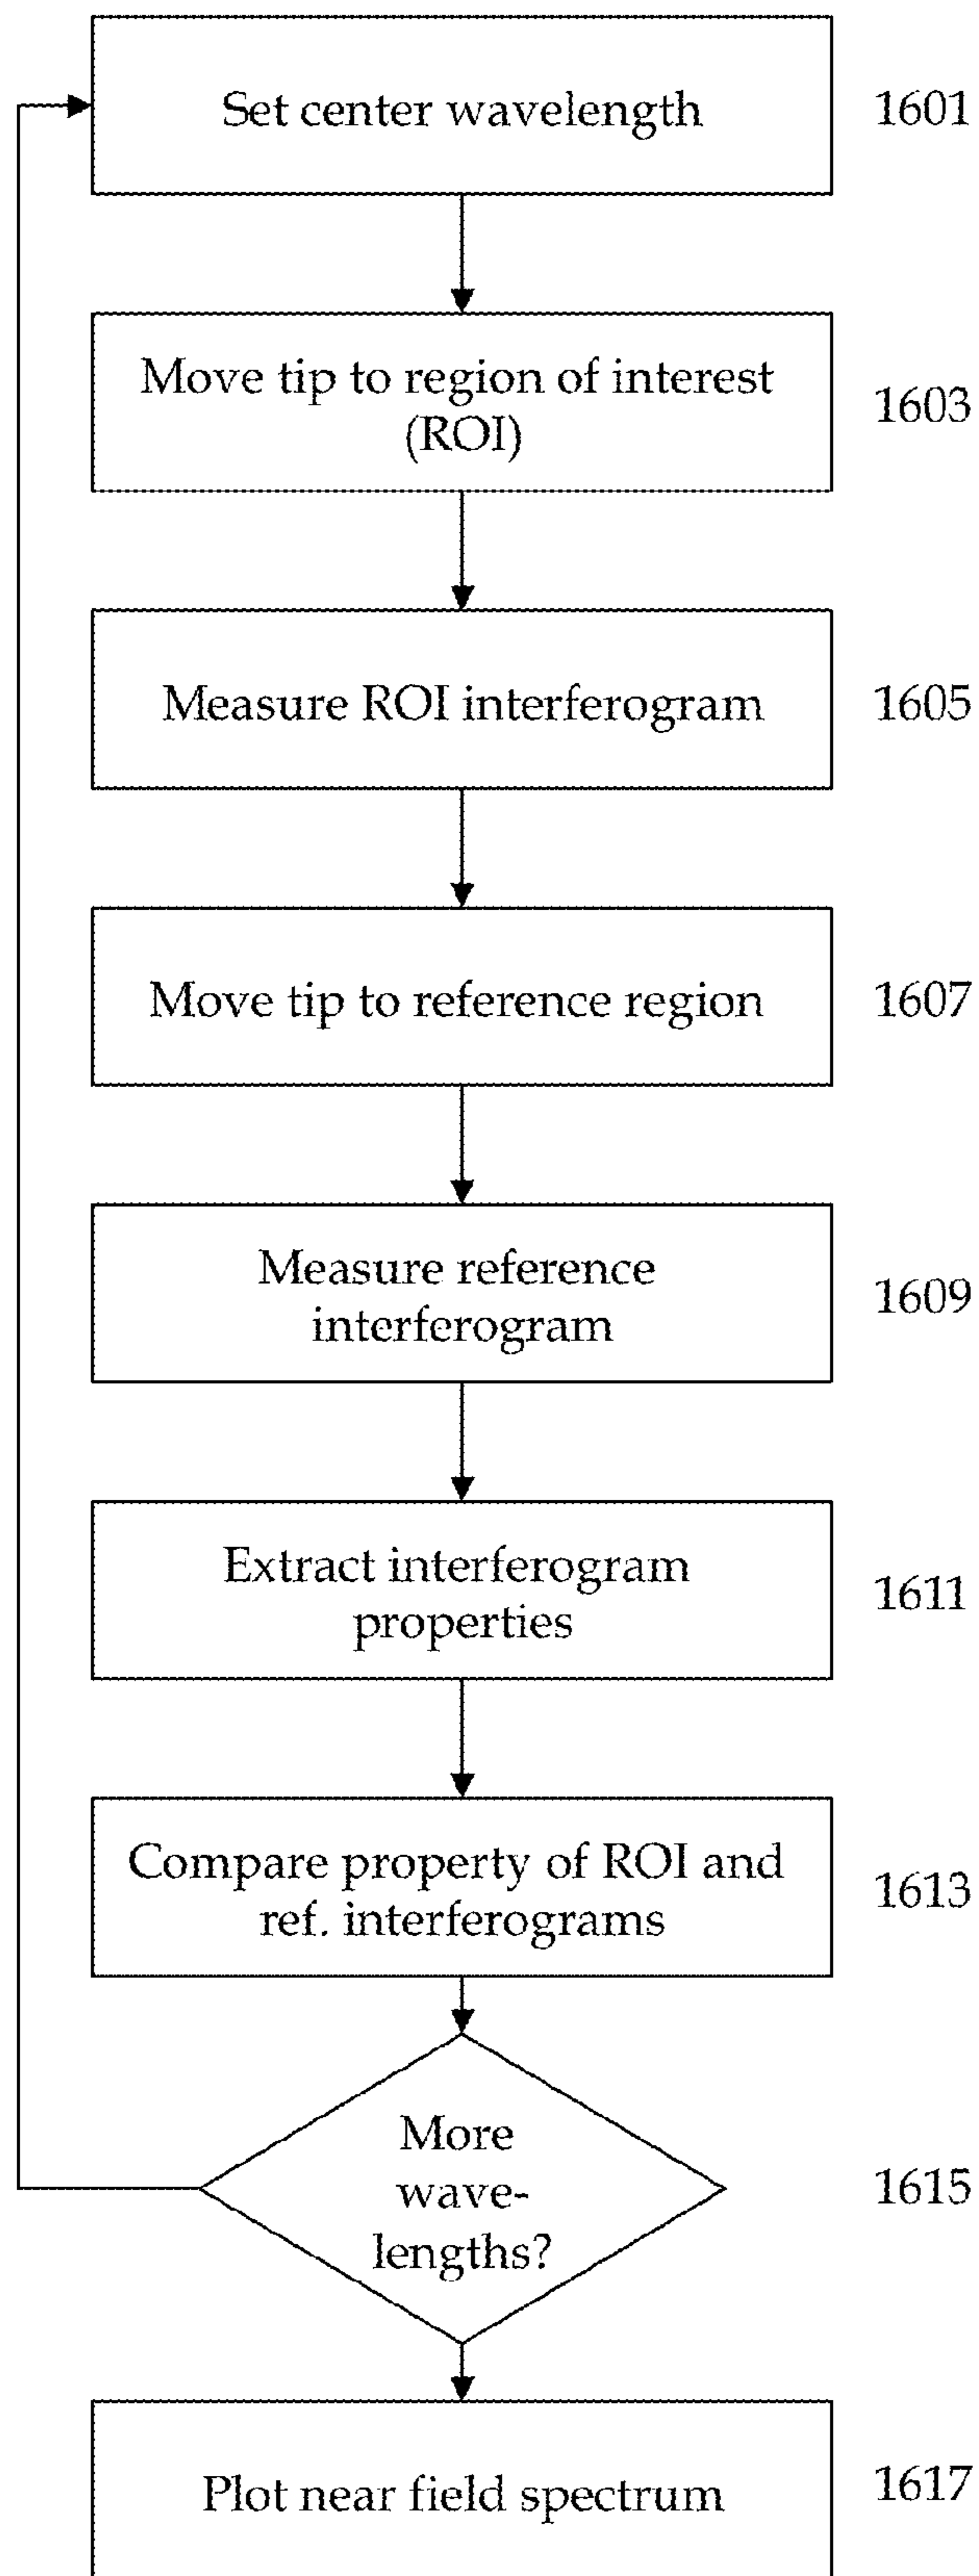 Set center wavelength
1601
Move tip to region of interest
(ROI)
1603
Measure ROI interferogram
1605
Move tip to reference region
1607
Measure reference
interferogram
1609
Extract interferogram
properties
1611
Compare property of ROI and
ref. interferograms
1613
More
wave-
lengths?
1615
Plot near field spectrum
1617